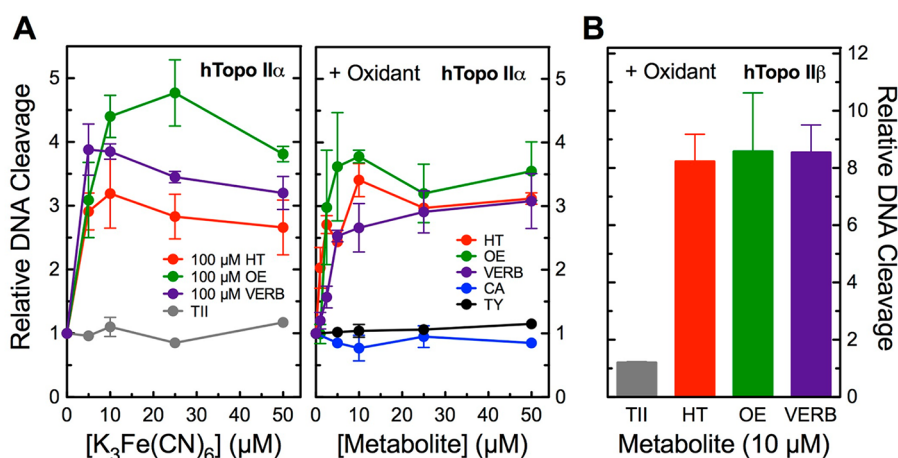 A
hTopo IIα
+ Oxidant hTopo IIα
B
+ Oxidant hTopo IIβ
Relative DNA Cleavage
5
4
3
2
1
0
100 µM HT
100 µM OE
100 µM VERB
TII
0 10 20 30 40 50
[K3Fe(CN)6] (µM)
HT
OE
VERB
CA
TY
5
4
3
2
1
0
0 10 20 30 40 50
[Metabolite] (µM)
12
10
8
6
4
2
0
Relative DNA Cleavage
TII HT OE VERB
Metabolite (10 µM)